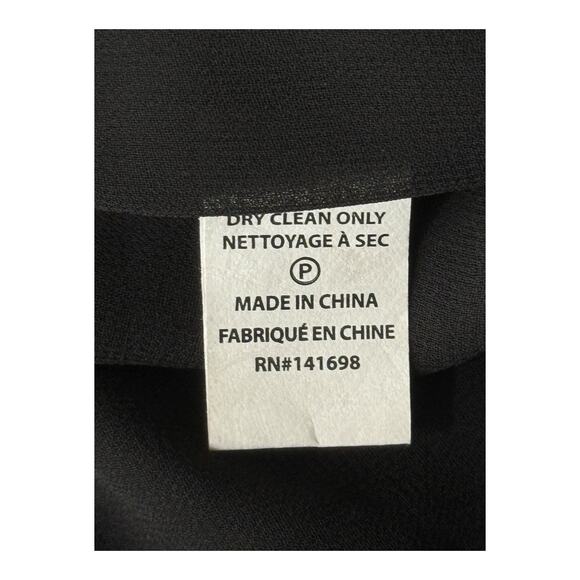 DRY CLEAN ONLY
NETTOYAGE À SEC
P
MADE IN CHINA
FABRIQUÉ EN CHINE
RN#141698